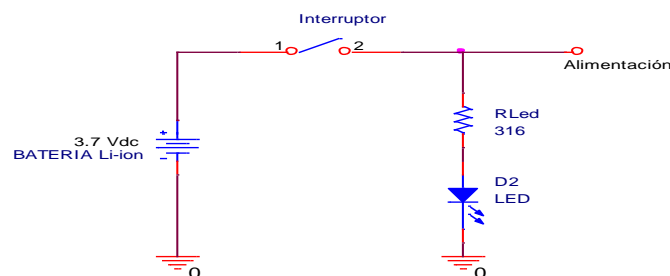 Interruptor
1
2
Alimentación
RLed
316
3.7 Vdc
BATERIA Li-ion
D2
LED
0
0